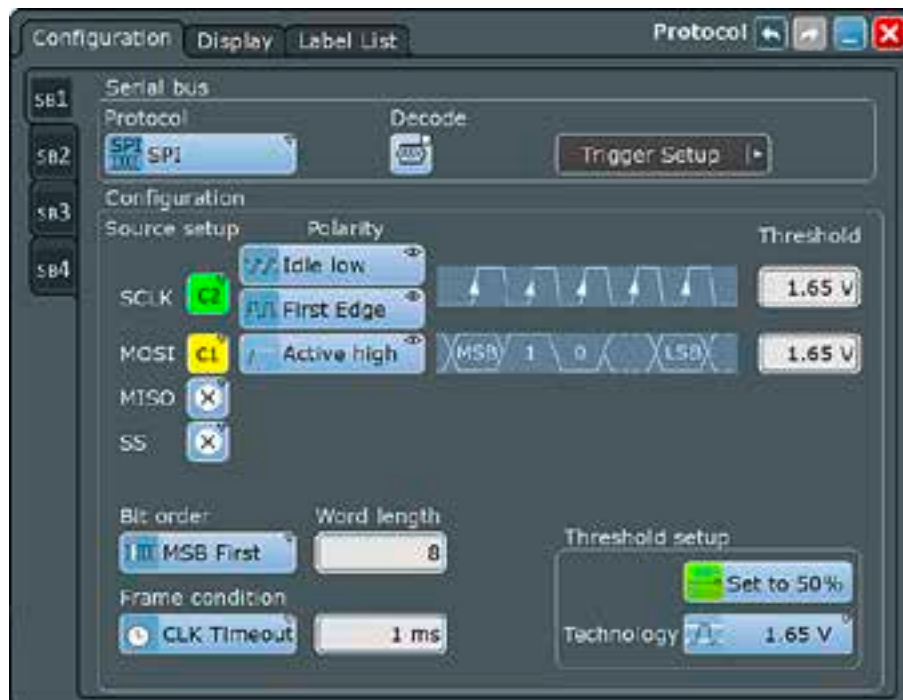 Configuration Display Label List Protocol
SB1
SB2
SB3
SB4
Serial bus
Protocol Decode
SPI SPI Trigger Setup
Configuration
Source setup Polarity Threshold
Idle low
SCLK C2 1.65 V
First Edge
MOSI C1 Active high MSB 1 0 LSB 1.65 V
MISO
SS
Bit order Word length
MSB First 8
Threshold setup
Set to 50%
Frame condition
CLK Timeout 1 ms
Technology 1.65 V